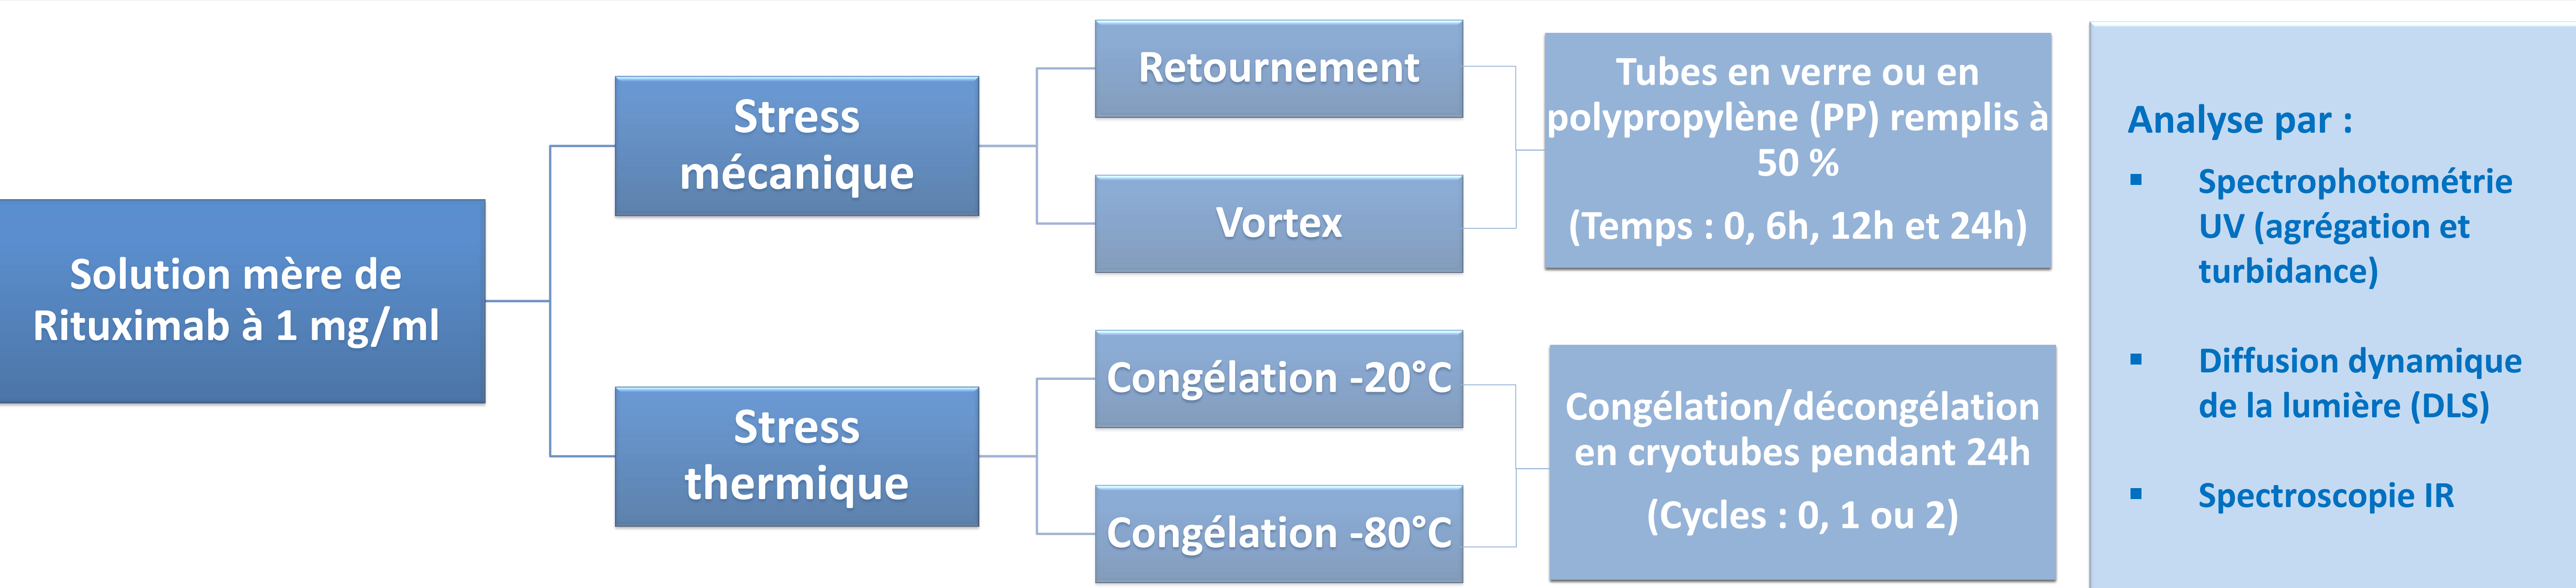 Solution mère de
Rituximab à 1 mg/ml
Stress
mécanique
Stress
thermique
Retournement
Vortex
Congélation -20°C
Congélation -80°C
Tubes en verre ou en
polypropylène (PP) remplis à
50 %
(Temps : 0, 6h, 12h et 24h)
Congélation/décongélation
en cryotubes pendant 24h
(Cycles : 0, 1 ou 2)
Analyse par :
▪ Spectrophotométrie
UV (agrégation et
turbidance)
▪ Diffusion dynamique
de la lumière (DLS)
▪ Spectroscopie IR